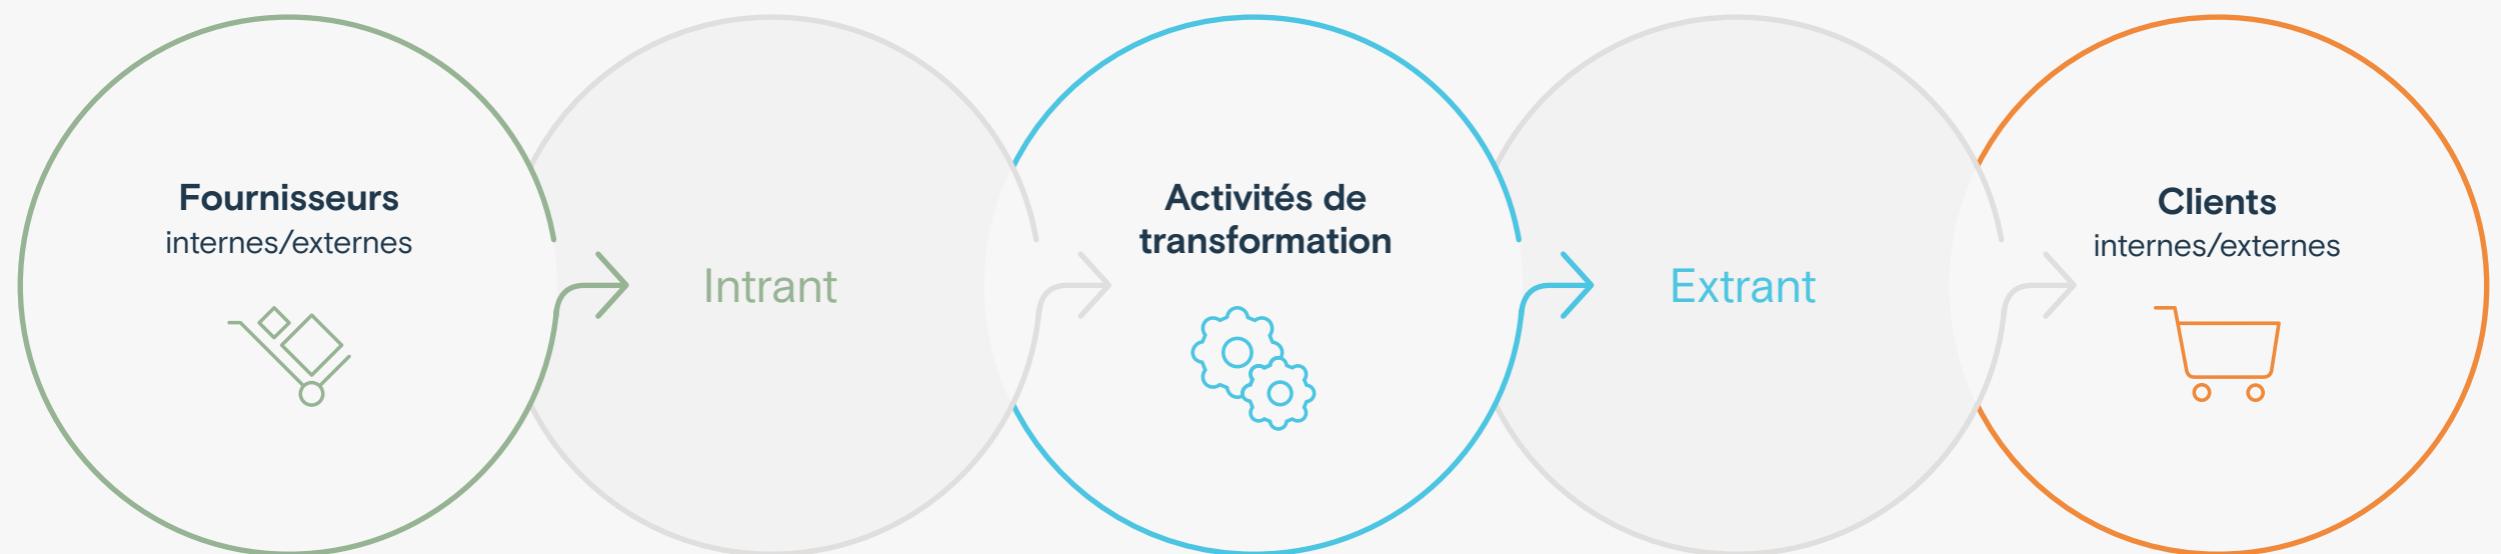 Fournisseurs
internes/externes
Intrant
Activités de
transformation
Extrant
Clients
internes/externes